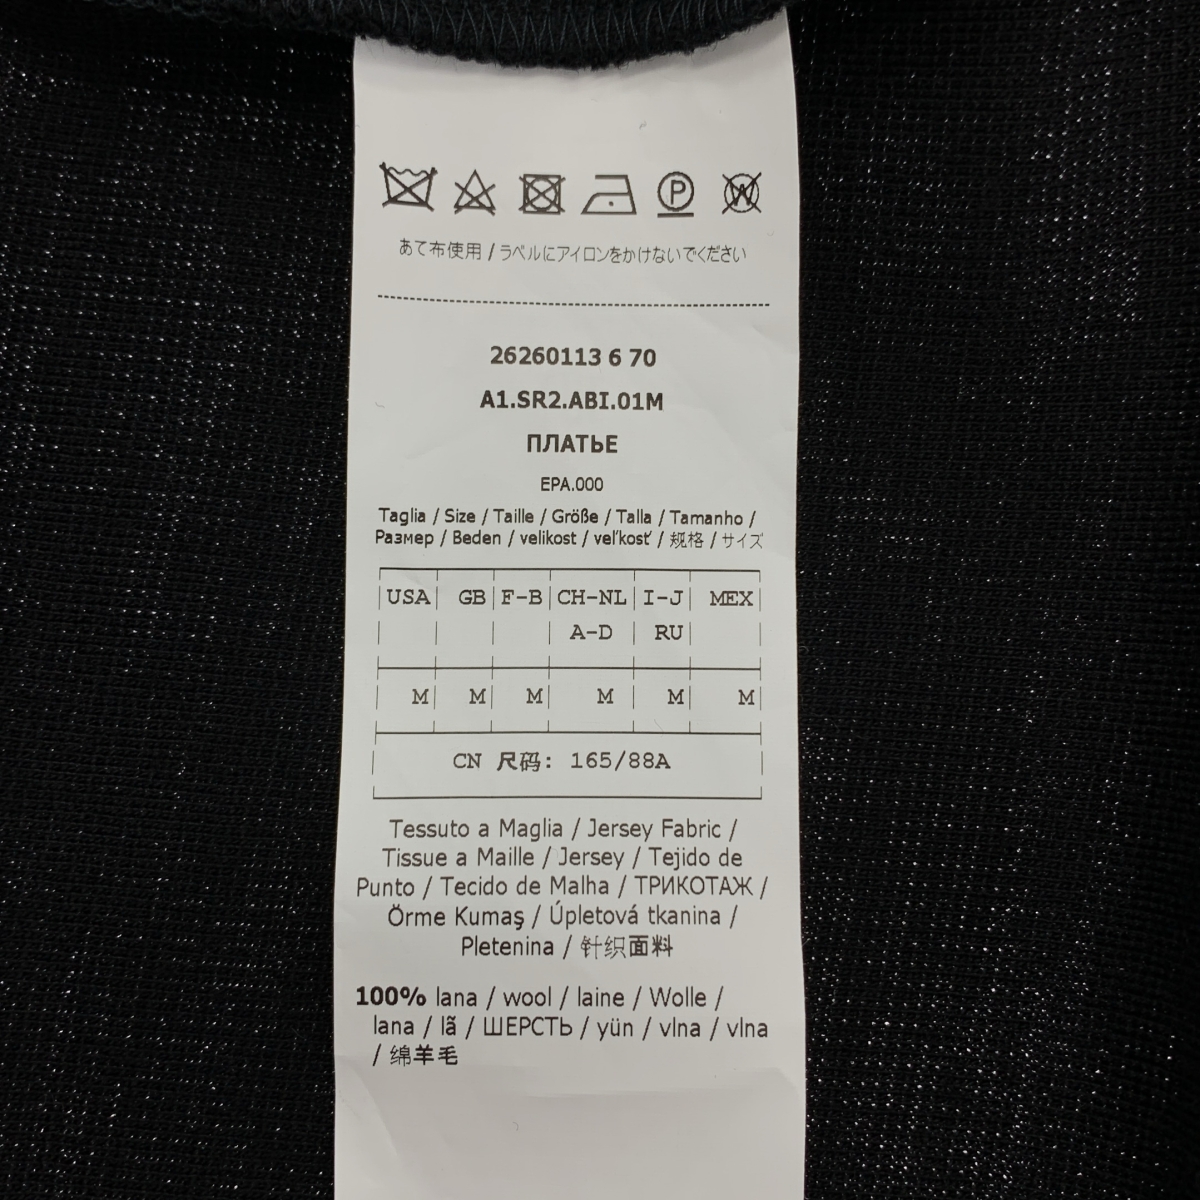 P W
あて布使用 / ラベルにアイロンをかけないでください
26260113 6 70
A1.SR2.ABI.01M
ПЛАТЬЕ
EPA.000
Taglia / Size / Taille / Größe / Talla / Tamanho /
Размер / Beden / velikost / veľkosť / 规格 / サイズ
USA GB F-B CH-NL I-J MEX
A-D RU
M M M M M M
CN 尺码: 165/88A
Tessuto a Maglia / Jersey Fabric /
Tissue a Maille / Jersey / Tejido de
Punto / Tecido de Malha / ТРИКОТАЖ /
Örme Kumaş / Úpletová tkanina /
Pletenina / 针织面料
100% lana / wool / laine / Wolle /
lana / lã / ШЕРСТЬ / yün / vlna / vlna
/ 绵羊毛